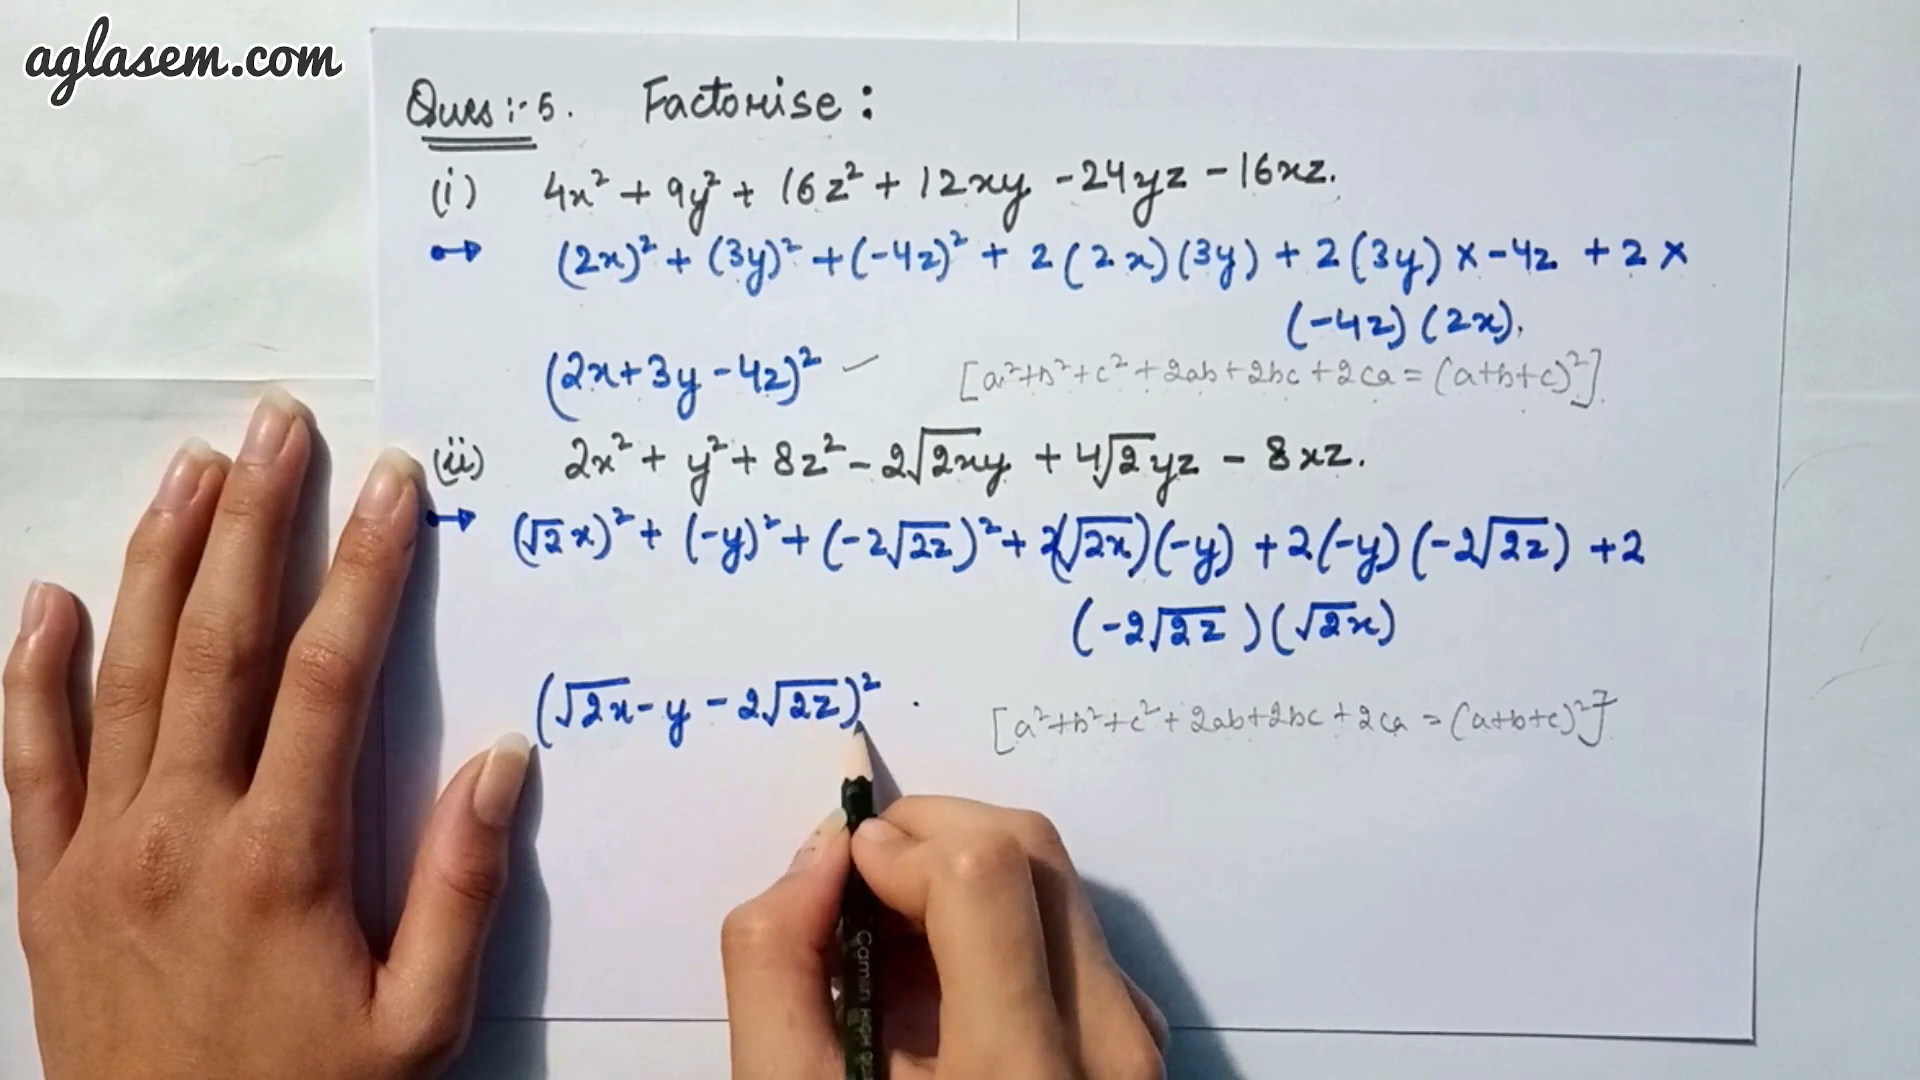 aglasem.com
Ques:- 5. Factorise :
(i) 4x² + 9y² + 16z² + 12xy - 24yz - 16xz.
→ (2x)² + (3y)² + (-4z)² + 2(2x)(3y) + 2(3y) x -4z + 2 x
(-4z)(2x).
(2x+3y-4z)² [a²+b²+c²+2ab+2bc+2ca = (a+b+c)²]
(ii) 2x² + y² + 8z² - 2√2xy + 4√2yz - 8xz.
→ (√2x)² + (-y)² + (-2√2z)² + 2(√2x)(-y) + 2(-y)(-2√2z) + 2
(-2√2z)(√2x)
(√2x - y - 2√2z)². [a²+b²+c²+2ab+2bc+2ca = (a+b+c)²]
Camlin HIGH QUA